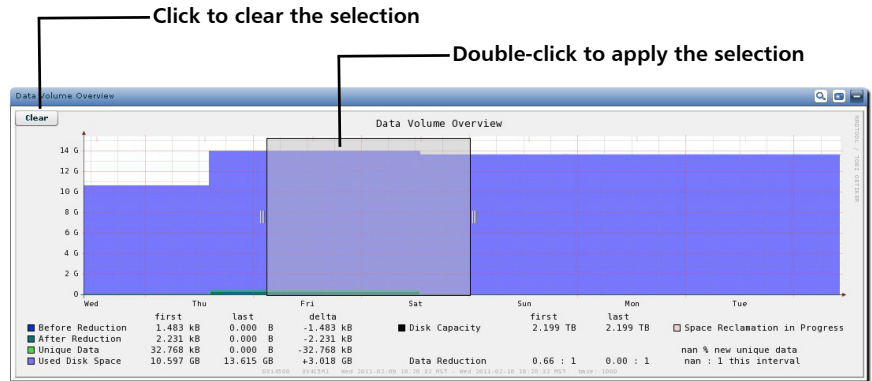 Click to clear the selection
Double-click to apply the selection
Data Volume Overview
Clear
Data Volume Overview
RRDTOOL / TOBI OETIKER
14 G
12 G
10 G
8 G
6 G
4 G
2 G
0
Wed Thu Fri Sat Sun Mon Tue
first last delta first last
Before Reduction 1.483 kB 0.000 B -1.483 kB Disk Capacity 2.199 TB 2.199 TB Space Reclamation in Progress
After Reduction 2.231 kB 0.000 B -2.231 kB
Unique Data 32.768 kB 0.000 B -32.768 kB nan % new unique data
Used Disk Space 10.597 GB 13.615 GB +3.018 GB Data Reduction 0.66 : 1 0.00 : 1 nan : 1 this interval